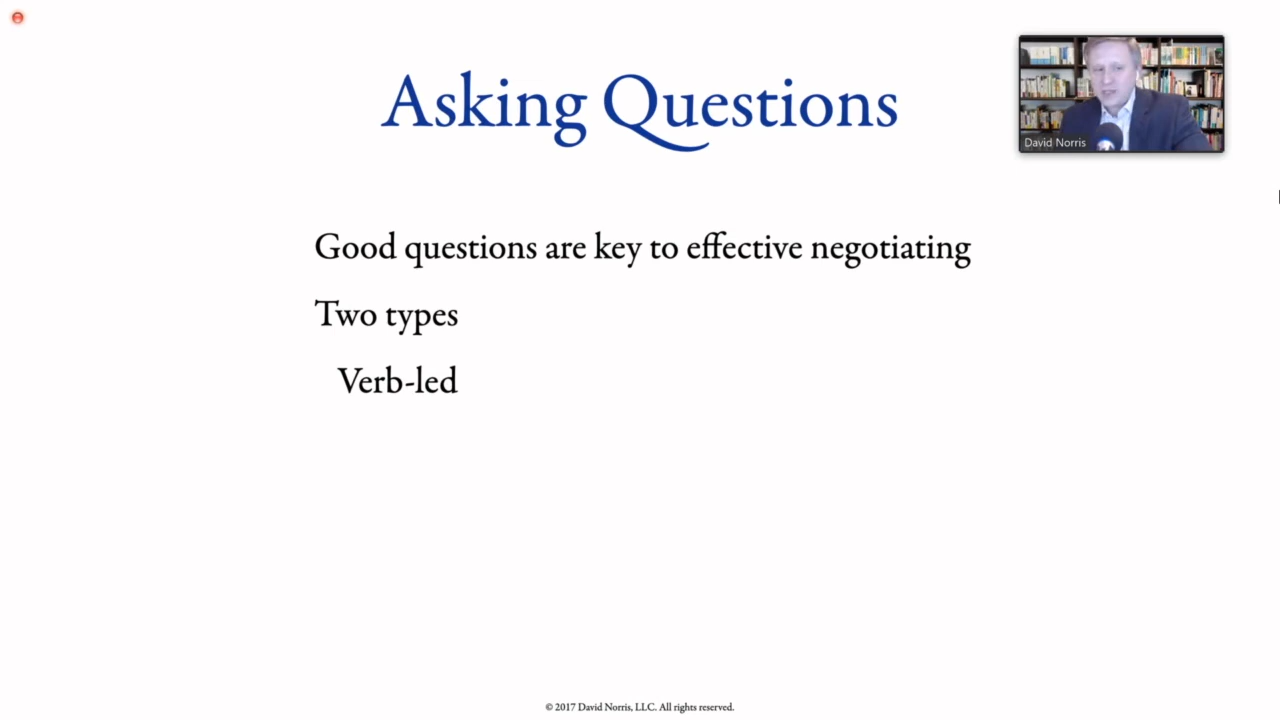 Asking Questions
David Norris
Good questions are key to effective negotiating
Two types
Verb-led
© 2017 David Norris, LLC. All rights reserved.